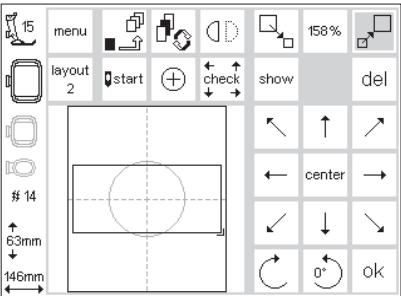 15
menu
158%
layout
2
start
check
show
del
center
# 14
63mm
146mm
0°
ok